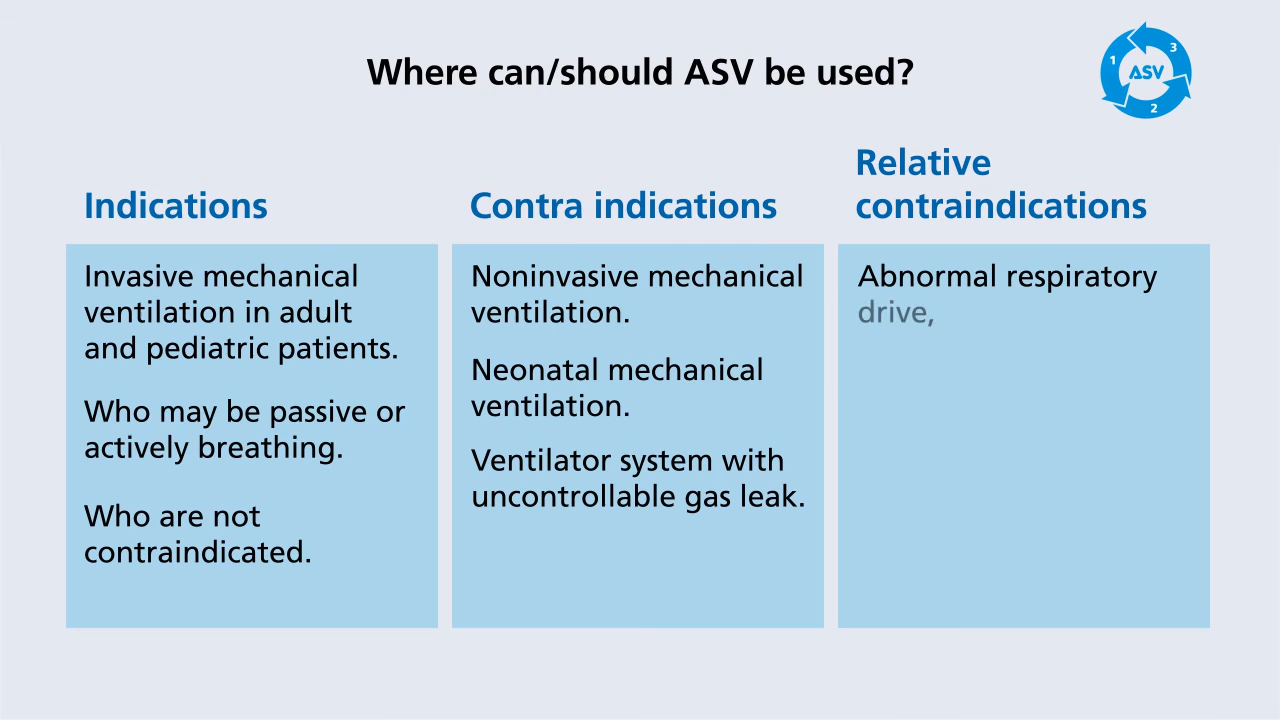 Where can/should ASV be used?
1
3
ASV
2
Indications
Invasive mechanical
ventilation in adult
and pediatric patients.
Who may be passive or
actively breathing.
Who are not
contraindicated.
Contra indications
Noninvasive mechanical
ventilation.
Neonatal mechanical
ventilation.
Ventilator system with
uncontrollable gas leak.
Relative
contraindications
Abnormal respiratory
drive,